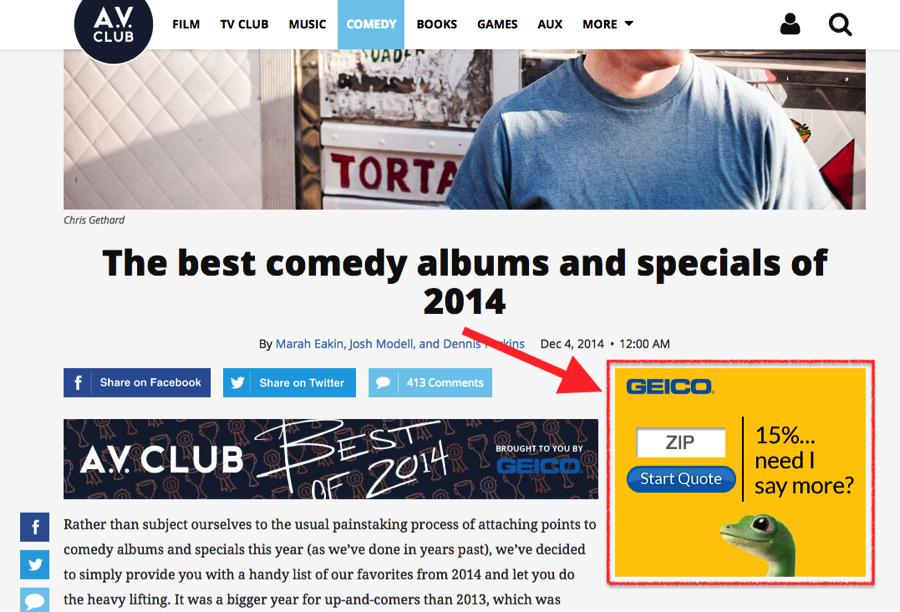 A.V.
CLUB
FILM TV CLUB MUSIC COMEDY BOOKS GAMES AUX MORE
TORTA
Chris Gethard
The best comedy albums and specials of
2014
By Marah Eakin, Josh Modell, and Dennis Dec 4, 2014 • 12:00 AM
Share on Facebook
Share on Twitter
413 Comments
A.V. CLUB
BEST
OF 2014
BROUGHT TO YOU BY
GEICO
GEICO.
ZIP
Start Quote
15%...
need I
say more?
Rather than subject ourselves to the usual painstaking process of attaching points to
comedy albums and specials this year (as we've done in years past), we've decided
to simply provide you with a handy list of our favorites from 2014 and let you do
the heavy lifting. It was a bigger year for up-and-comers than 2013, which was